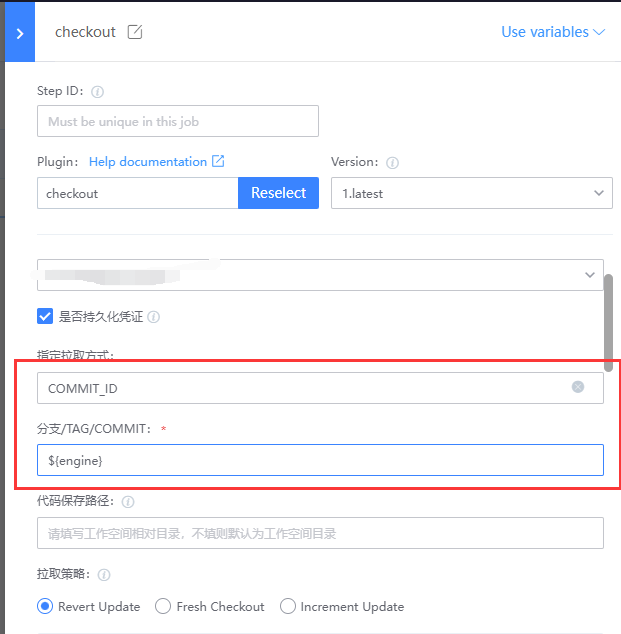 checkout
Use variables
Step ID:
Must be unique in this job
Plugin: Help documentation
Version:
checkout
Reselect
1.latest
是否持久化凭证
指定拉取方式:
COMMIT_ID
分支/TAG/COMMIT: *
${engine}
代码保存路径:
请填写工作空间相对目录，不填则默认为工作空间目录
拉取策略:
Revert Update
Fresh Checkout
Increment Update